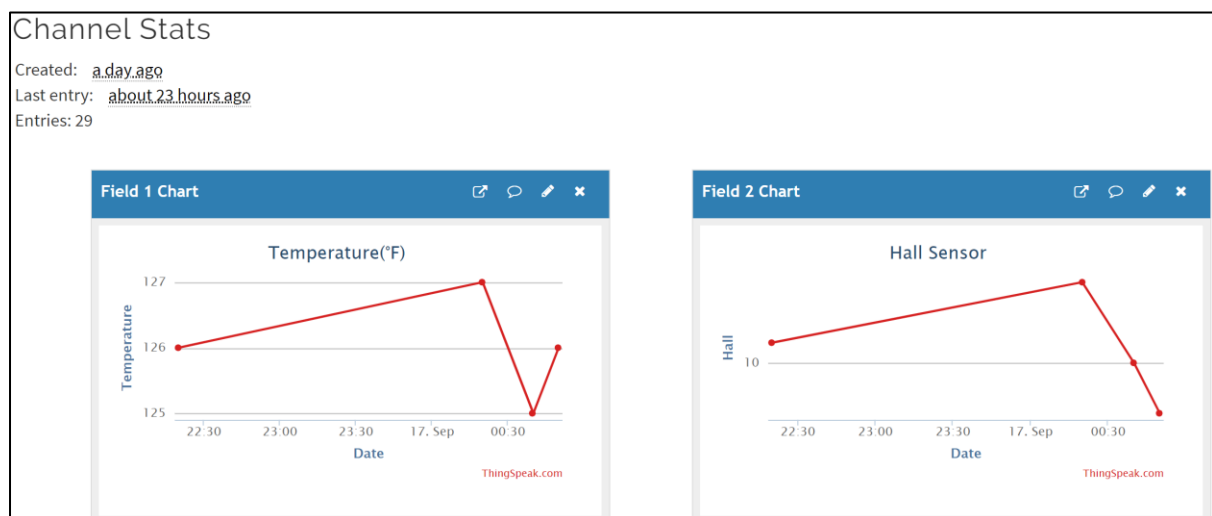 Channel Stats
Created: a day ago
Last entry: about 23 hours ago
Entries: 29
Field 1 Chart
Temperature(°F)
127
126
125
Temperature
22:30 23:00 23:30 17. Sep 00:30
Date
ThingSpeak.com
Field 2 Chart
Hall Sensor
10
Hall
22:30 23:00 23:30 17. Sep 00:30
Date
ThingSpeak.com